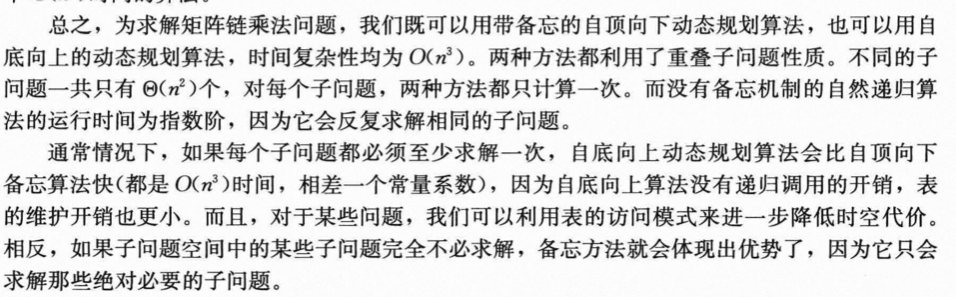 总之，为求解矩阵链乘法问题，我们既可以用带备忘的自顶向下动态规划算法，也可以用自
底向上的动态规划算法，时间复杂性均为 O(n³)。两种方法都利用了重叠子问题性质。不同的子
问题一共只有 Θ(n²)个，对每个子问题，两种方法都只计算一次。而没有备忘机制的自然递归算
法的运行时间为指数阶，因为它会反复求解相同的子问题。
通常情况下，如果每个子问题都必须至少求解一次，自底向上动态规划算法会比自顶向下
备忘算法快(都是 O(n³)时间，相差一个常量系数)，因为自底向上算法没有递归调用的开销，表
的维护开销也更小。而且，对于某些问题，我们可以利用表的访问模式来进一步降低时空代价。
相反，如果子问题空间中的某些子问题完全不必求解，备忘方法就会体现出优势了，因为它只会
求解那些绝对必要的子问题。